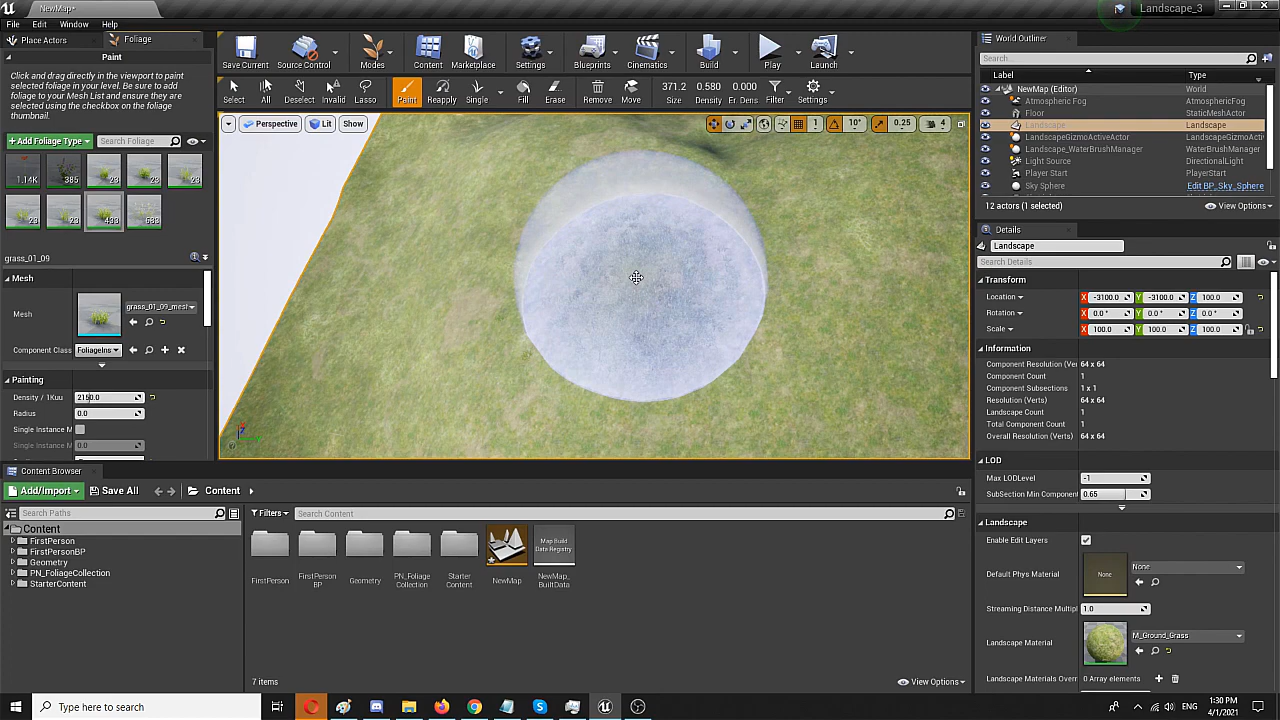 NewMap+
Landscape_3
File Edit Window Help
Place Actors
Foliage
Paint
Click and drag directly in the viewport to paint
selected foliage in your level. Be sure to add
foliage to your Mesh List and ensure they are
selected using the checkbox on the foliage
thumbnail.
Add Foliage Type
Search Foliage
1.14K
385
23
23
23
23
23
483
583
grass_01_09
Mesh
Mesh
grass_01_09_mesh
Component Class
FoliageIns
Painting
Density / 1Kuu
2150.0
Radius
0.0
Single Instance M
Single Instance M
0.0
Save Current
Source Control
Modes
Content
Marketplace
Settings
Blueprints
Cinematics
Build
Play
Launch
Select
All
Deselect
Invalid
Lasso
Paint
Reapply
Single
Fill
Erase
Remove
Move
371.2
Size
0.580
Density
0.000
Er. Dens
Filter
Settings
Perspective
Lit
Show
1
10°
0.25
4
World Outliner
Search...
Label Type
NewMap (Editor) World
Atmospheric Fog AtmosphericFog
Floor StaticMeshActor
Landscape Landscape
LandscapeGizmoActiveActor LandscapeGizmoActiv
Landscape_WaterBrushManager WaterBrushManager
Light Source DirectionalLight
Player Start PlayerStart
Sky Sphere Edit BP_Sky_Sphere
12 actors (1 selected)
View Options
Details
Landscape
Search Details
Transform
Location X -3100.0 Y -3100.0 Z 100.0
Rotation X 0.0° Y 0.0° Z 0.0°
Scale X 100.0 Y 100.0 Z 100.0
Information
Component Resolution (Ver 64 x 64
Component Count 1
Component Subsections 1 x 1
Resolution (Verts) 64 x 64
Landscape Count 1
Total Component Count 1
Overall Resolution (Verts) 64 x 64
LOD
Max LODLevel -1
SubSection Min Component 0.65
Landscape
Enable Edit Layers
Default Phys Material
None
None
Streaming Distance Multipl 1.0
Landscape Material
M_Ground_Grass
Landscape Materials Overr 0 Array elements
Content Browser
Add/Import
Save All
Content
Search Paths
Content
FirstPerson
FirstPersonBP
Geometry
PN_FoliageCollection
StarterContent
Filters
Search Content
FirstPerson
FirstPerson
BP
Geometry
PN_Foliage
Collection
Starter
Content
NewMap
Map Build
Data Registry
NewMap_
BuiltData
7 items
View Options
Type here to search
ENG
1:30 PM
4/1/2021